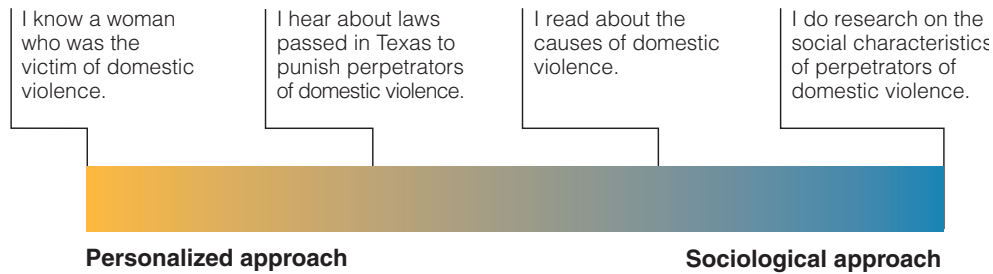 I know a woman
who was the
victim of domestic
violence.
I hear about laws
passed in Texas to
punish perpetrators
of domestic violence.
I read about the
causes of domestic
violence.
I do research on the
social characteristics
of perpetrators of
domestic violence.
Personalized approach
Sociological approach